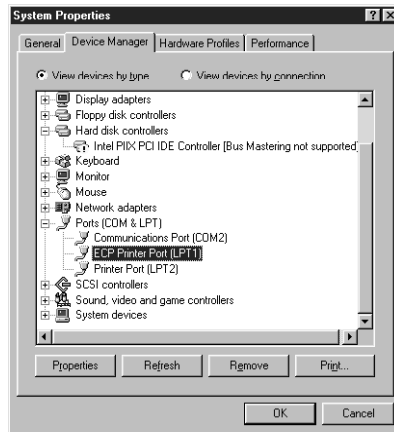 System Properties
General Device Manager Hardware Profiles Performance
View devices by type View devices by connection
Display adapters
Floppy disk controllers
Hard disk controllers
Intel PIIX PCI IDE Controller [Bus Mastering not supported]
Keyboard
Monitor
Mouse
Network adapters
Ports (COM & LPT)
Communications Port (COM2)
ECP Printer Port (LPT1)
Printer Port (LPT2)
SCSI controllers
Sound, video and game controllers
System devices
Properties Refresh Remove Print...
OK Cancel